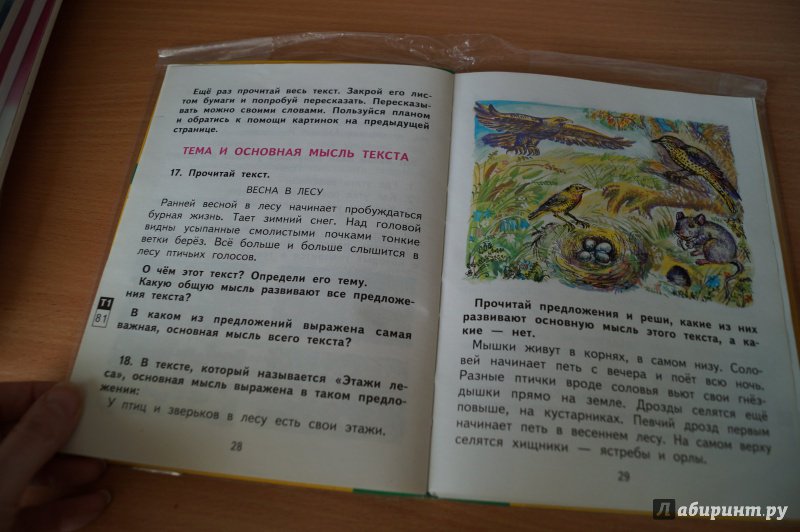 Ещё раз прочитай весь текст. Закрой его лис-
том бумаги и попробуй пересказать. Пересказы-
вать можно своими словами. Пользуйся планом
и обратись к помощи картинок на предыдущей
странице.
ТЕМА И ОСНОВНАЯ МЫСЛЬ ТЕКСТА
17. Прочитай текст.
ВЕСНА В ЛЕСУ
Ранней весной в лесу начинает пробуждаться
бурная жизнь. Тает зимний снег. Над головой
видны усыпанные смолистыми почками тонкие
ветки берёз. Всё больше и больше слышится в
лесу птичьих голосов.
О чём этот текст? Определи его тему.
Какую общую мысль развивают все предложе-
ния текста?
Т1
81
В каком из предложений выражена самая
важная, основная мысль всего текста?
18. В тексте, который называется «Этажи ле-
са», основная мысль выражена в таком предло-
жении:
У птиц и зверьков в лесу есть свои этажи.
28
Прочитай предложения и реши, какие из них
развивают основную мысль этого текста, а ка-
кие — нет.
Мышки живут в корнях, в самом низу. Соло-
вей начинает петь с вечера и поёт всю ночь.
Разные птички вроде соловья вьют свои гнёз-
дышки прямо на земле. Дрозды селятся ещё
повыше, на кустарниках. Певчий дрозд первым
начинает петь в весеннем лесу. На самом верху
селятся хищники — ястребы и орлы.
29
Лабиринт.ру